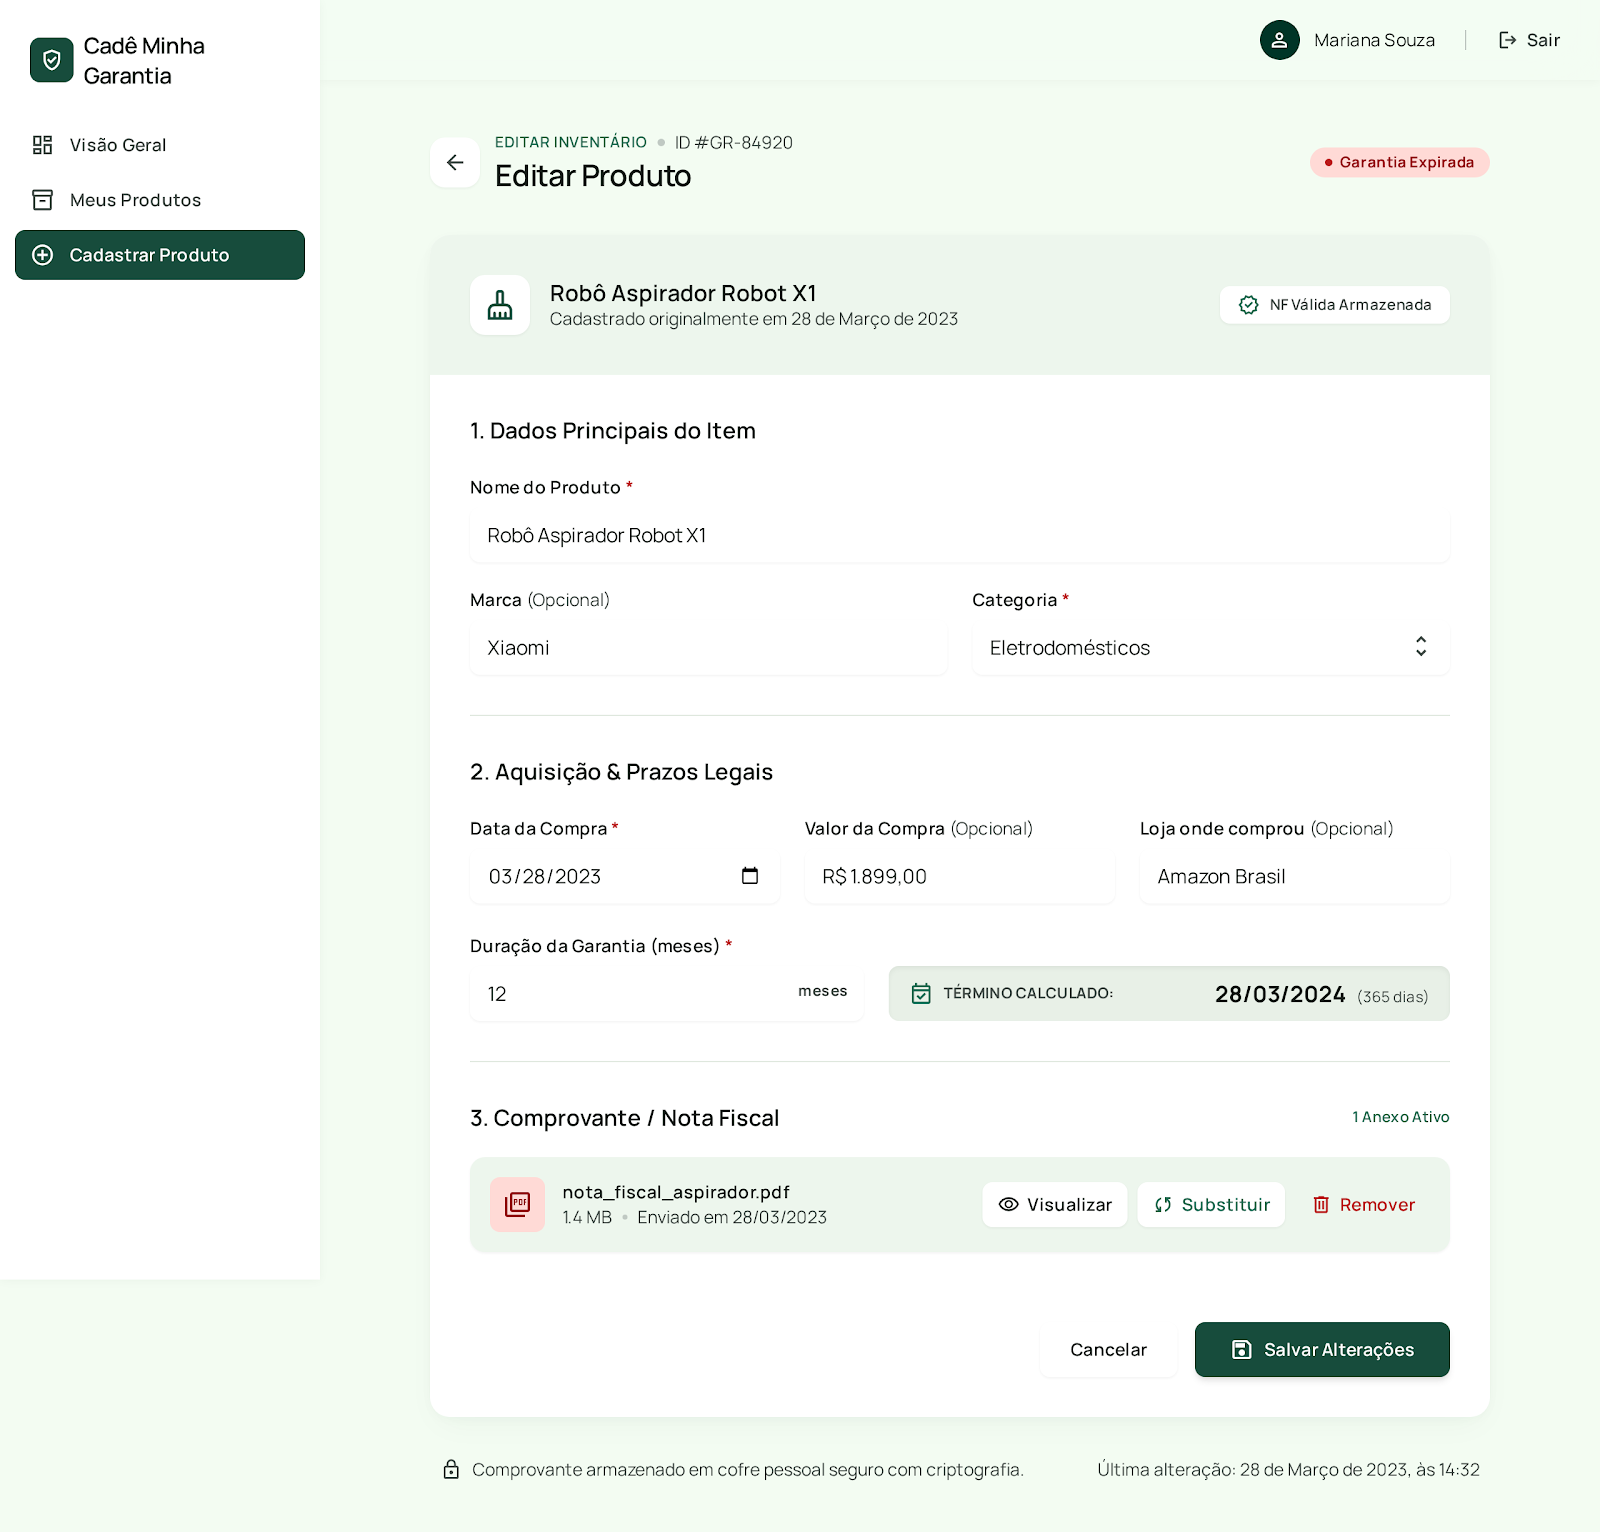 Cadê Minha
Garantia
Visão Geral
Meus Produtos
Cadastrar Produto
Mariana Souza
Sair
EDITAR INVENTÁRIO • ID #GR-84920
Editar Produto
• Garantia Expirada
Robô Aspirador Robot X1
Cadastrado originalmente em 28 de Março de 2023
NF Válida Armazenada
1. Dados Principais do Item
Nome do Produto *
Robô Aspirador Robot X1
Marca (Opcional)
Xiaomi
Categoria *
Eletrodomésticos
2. Aquisição & Prazos Legais
Data da Compra *
03/28/2023
Valor da Compra (Opcional)
R$ 1.899,00
Loja onde comprou (Opcional)
Amazon Brasil
Duração da Garantia (meses) *
12 meses
TÉRMINO CALCULADO: 28/03/2024 (365 dias)
3. Comprovante / Nota Fiscal
1 Anexo Ativo
PDF
nota_fiscal_aspirador.pdf
1.4 MB • Enviado em 28/03/2023
Visualizar
Substituir
Remover
Cancelar
Salvar Alterações
Comprovante armazenado em cofre pessoal seguro com criptografia.
Última alteração: 28 de Março de 2023, às 14:32